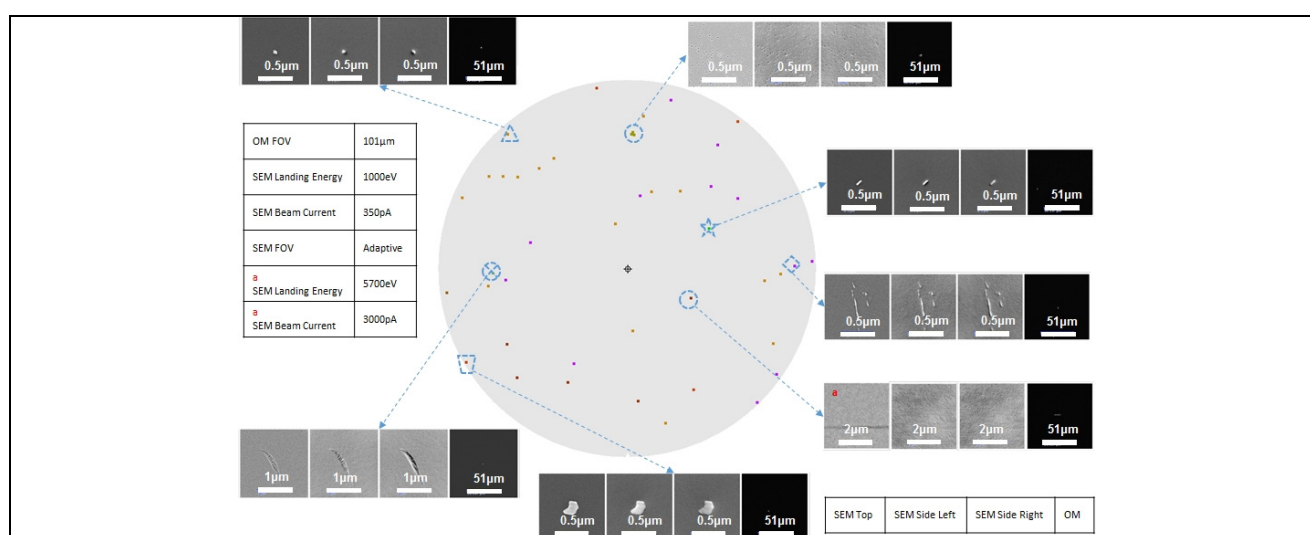 0.5µm 0.5µm 0.5µm 51µm
0.5µm 0.5µm 0.5µm 51µm
OM FOV 101µm
SEM Landing Energy 1000eV
SEM Beam Current 350pA
SEM FOV Adaptive
a
SEM Landing Energy 5700eV
a
SEM Beam Current 3000pA
0.5µm 0.5µm 0.5µm 51µm
0.5µm 0.5µm 0.5µm 51µm
a
2µm 2µm 2µm 51µm
1µm 1µm 1µm 51µm
0.5µm 0.5µm 0.5µm 51µm
SEM Top SEM Side Left SEM Side Right OM